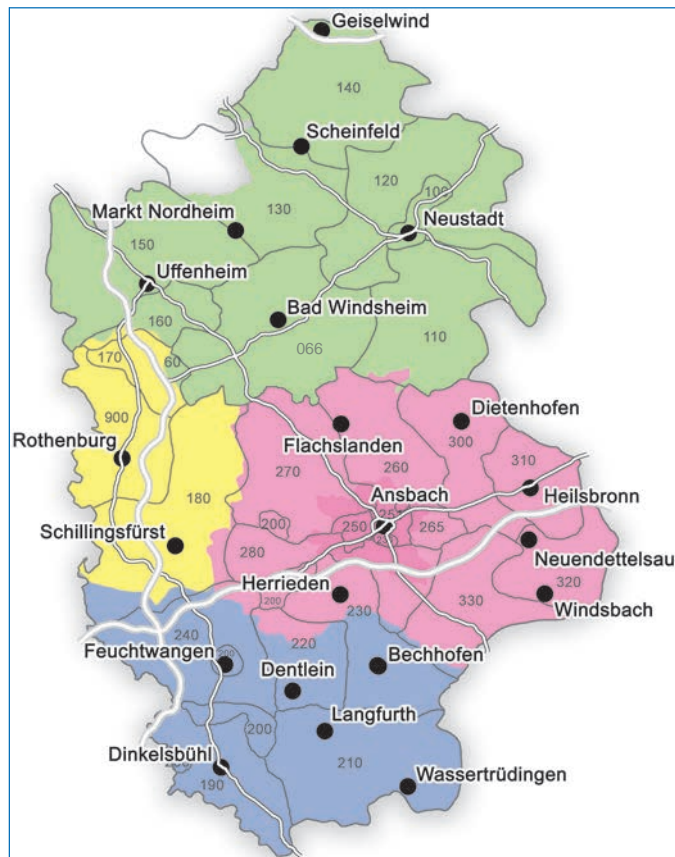 Geiselwind
140
Scheinfeld
120
100
Markt Nordheim
130
Neustadt
150
Uffenheim
160
Bad Windsheim
110
066
170
60
900
Dietenhofen
Flachslanden
300
Rothenburg
270
260
310
Ansbach
Heilsbronn
180
200
250
265
Schillingsfürst
280
Neuendettelsau
Herrieden
320
200
230
330
Windsbach
240
220
Feuchtwangen
200
Bechhofen
Dentlein
200
Langfurth
Dinkelsbühl
210
190
Wassertrüdingen